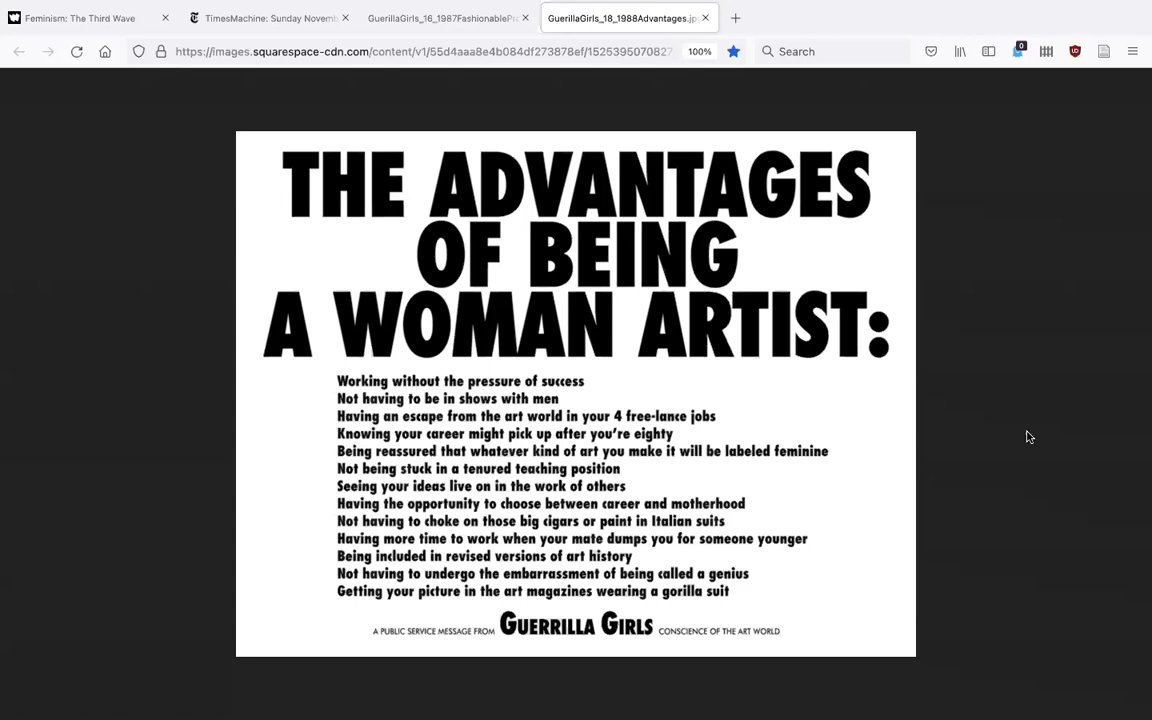 Feminism: The Third Wave
TimesMachine: Sunday Novemb
GuerillaGirls_16_1987FashionablePr
GuerillaGirls_18_1988Advantages.jp
https://images.squarespace-cdn.com/content/v1/55d4aaa8e4b084df273878ef/1525395070827
100%
Search
0
THE ADVANTAGES
OF BEING
A WOMAN ARTIST:
Working without the pressure of success
Not having to be in shows with men
Having an escape from the art world in your 4 free-lance jobs
Knowing your career might pick up after you're eighty
Being reassured that whatever kind of art you make it will be labeled feminine
Not being stuck in a tenured teaching position
Seeing your ideas live on in the work of others
Having the opportunity to choose between career and motherhood
Not having to choke on those big cigars or paint in Italian suits
Having more time to work when your mate dumps you for someone younger
Being included in revised versions of art history
Not having to undergo the embarrassment of being called a genius
Getting your picture in the art magazines wearing a gorilla suit
A PUBLIC SERVICE MESSAGE FROM GUERRILLA GIRLS CONSCIENCE OF THE ART WORLD